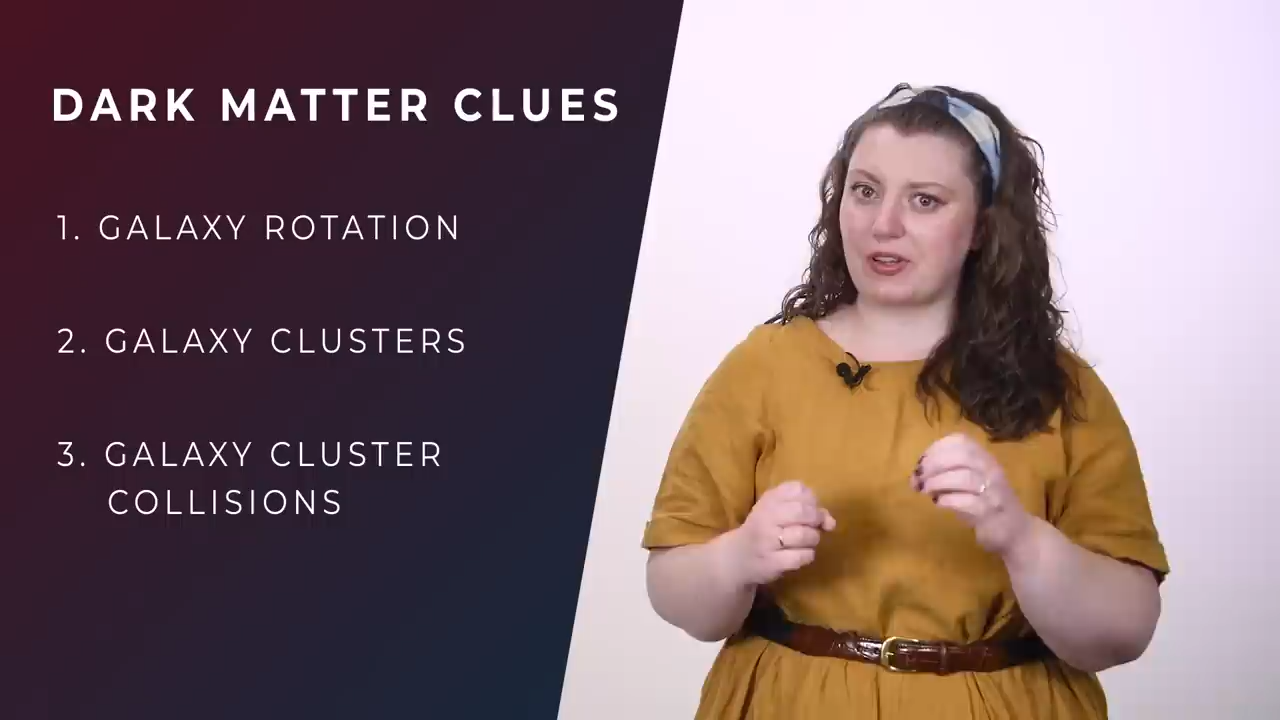 DARK MATTER CLUES
1. GALAXY ROTATION
2. GALAXY CLUSTERS
3. GALAXY CLUSTER
COLLISIONS